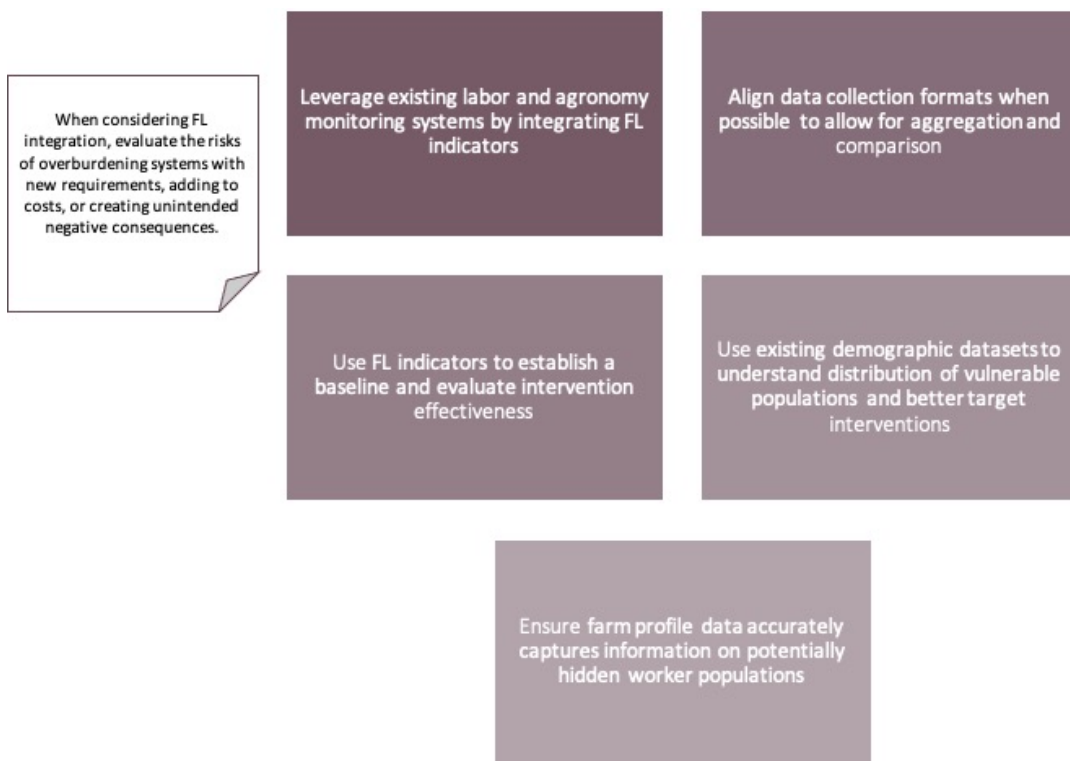 When considering FL
integration, evaluate the risks
of overburdening systems with
new requirements, adding to
costs, or creating unintended
negative consequences.
Leverage existing labor and agronomy
monitoring systems by integrating FL
indicators
Align data collection formats when
possible to allow for aggregation and
comparison
Use FL indicators to establish a
baseline and evaluate intervention
effectiveness
Use existing demographic datasets to
understand distribution of vulnerable
populations and better target
interventions
Ensure farm profile data accurately
captures information on potentially
hidden worker populations